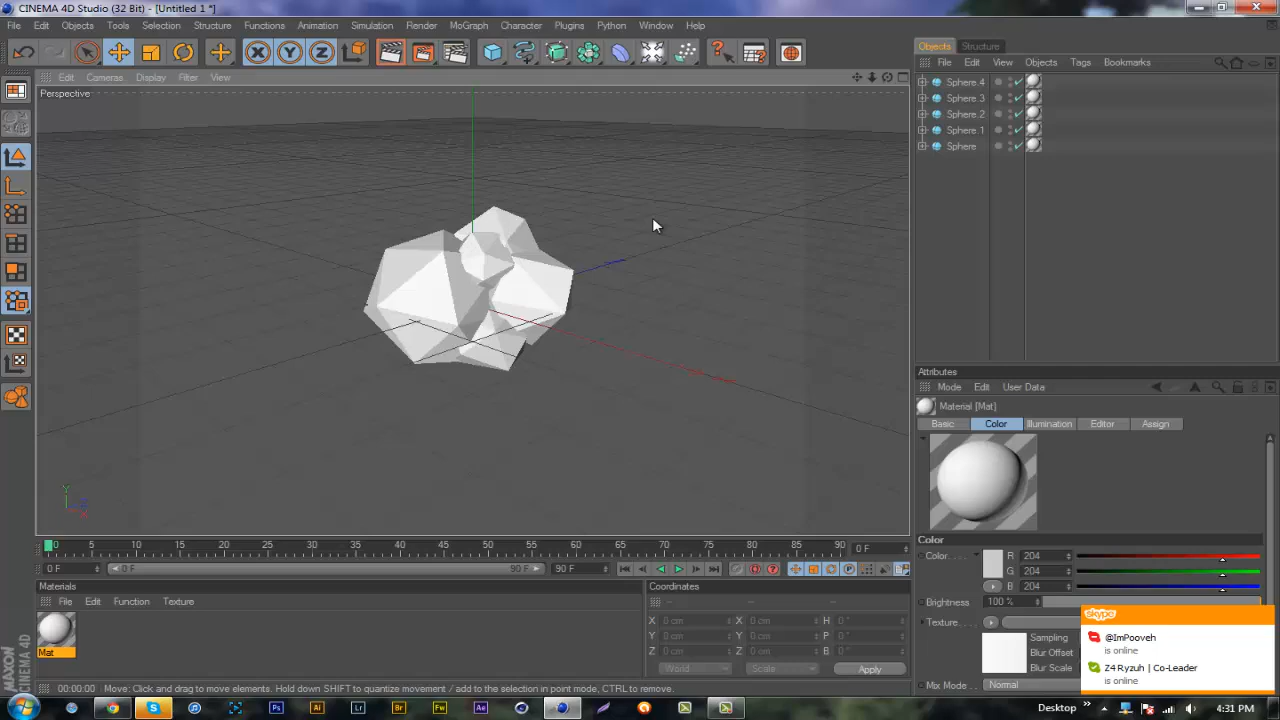 CINEMA 4D Studio (32 Bit) - [Untitled 1 *]
File Edit Objects Tools Selection Structure Functions Animation Simulation Render MoGraph Character Plugins Python Window Help
Edit Cameras Display Filter View
Perspective
Y
Z
X
0 5 10 15 20 25 30 35 40 45 50 55 60 65 70 75 80 85 90
0 F
0 F
0 F
90 F
90 F
Materials
File Edit Function Texture
Mat
Coordinates
X 0 cm X 0 cm H 0 °
Y 0 cm Y 0 cm P 0 °
Z 0 cm Z 0 cm B 0 °
World Scale Apply
MAXON
CINEMA 4D
00:00:00 Move: Click and drag to move elements. Hold down SHIFT to quantize movement / add to the selection in point mode, CTRL to remove.
Objects Structure
File Edit View Objects Tags Bookmarks
Sphere.4
Sphere.3
Sphere.2
Sphere.1
Sphere
Attributes
Mode Edit User Data
Material [Mat]
Basic Color Illumination Editor Assign
Color
Color R 204
G 204
B 204
Brightness 100 %
Texture
Sampling
Blur Offset
Blur Scale
Mix Mode Normal
skype
@ImPooveh
is online
Z4 Ryzuh | Co-Leader
is online
Ps Ai Lr Br Fw Ae
Desktop
4:31 PM